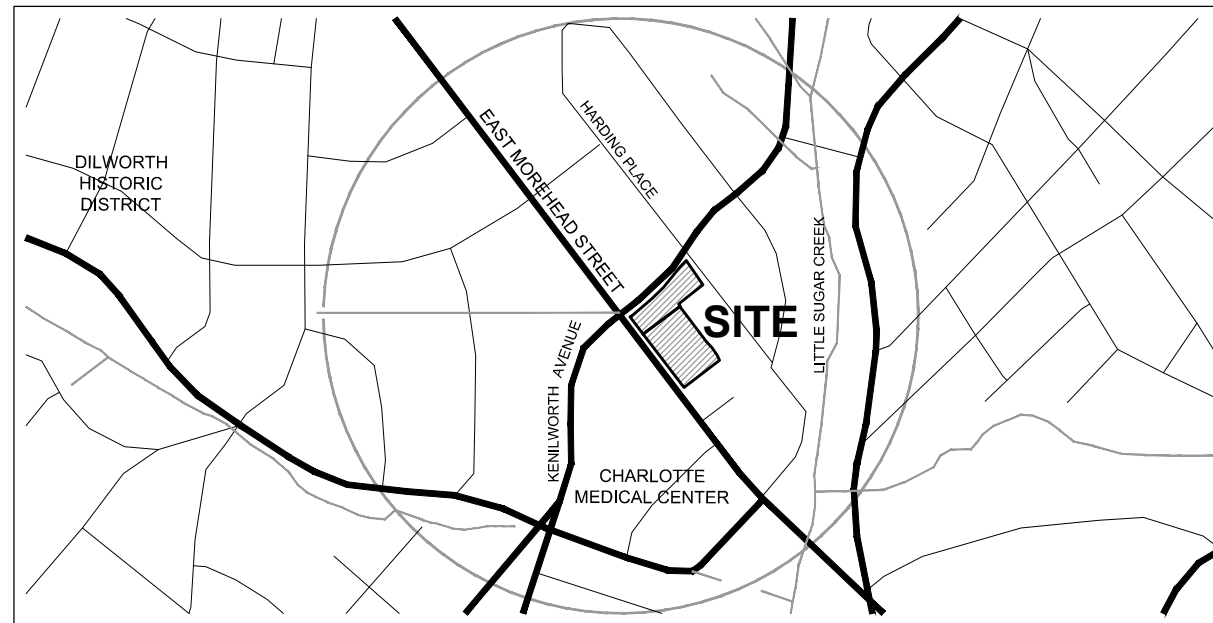 DILWORTH
HISTORIC
DISTRICT
EAST MOREHEAD STREET
HARDING PLACE
LITTLE SUGAR CREEK
SITE
KENILWORTH AVENUE
CHARLOTTE
MEDICAL CENTER